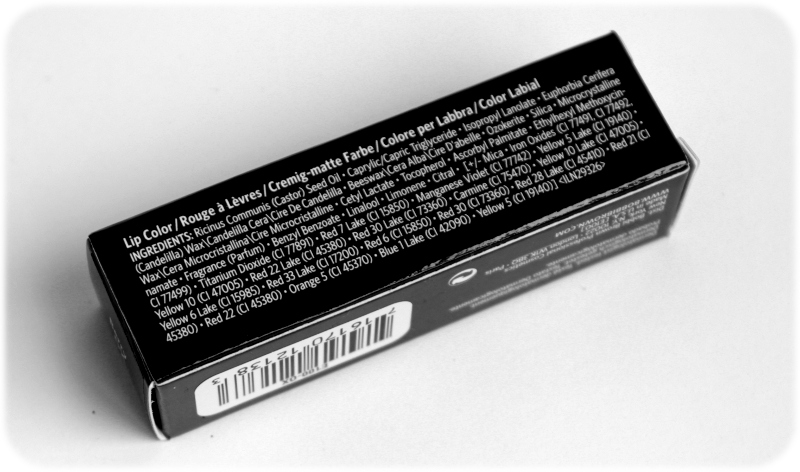 Lip Color / Rouge à Lèvres / Cremig-matte Farbe / Colore per Labbra / Color Labial
INGREDIENTS: Ricinus Communis (Castor) Seed Oil · Caprylic/Capric Triglyceride · Isopropyl Lanolate · Euphorbia Cerifera
(Candelilla) Wax\Candelilla Cera\Cire De Candelilla · Beeswax\Cera Alba\Cire D'abeille · Ozokerite · Silica · Microcrystalline
Wax\Cera Microcristallina\Cire Microcristalline · Cetyl Lactate · Tocopherol · Ascorbyl Palmitate · Ethylhexyl Methoxycin-
namate · Fragrance (Parfum) · Benzyl Benzoate · Linalool · Limonene · Citral · [+/- Mica · Iron Oxides (CI 77491, CI 77492,
CI 77499) · Titanium Dioxide (CI 77891) · Red 7 Lake (CI 15850) · Manganese Violet (CI 77742) · Yellow 5 Lake (CI 19140) ·
Yellow 10 (CI 47005) · Red 22 Lake (CI 45380) · Red 30 Lake (CI 73360) · Carmine (CI 75470) · Yellow 10 Lake (CI 47005) ·
Yellow 6 Lake (CI 15985) · Red 33 Lake (CI 17200) · Red 6 (CI 15850) · Red 30 (CI 73360) · Red 28 Lake (CI 45410) · Red 21 (CI
45380) · Red 22 (CI 45380) · Orange 5 (CI 45370) · Blue 1 Lake (CI 42090) · Yellow 5 (CI 19140)] <ILN29326>
WWW.BOBBIBROWN.COM
7 16170 12138 3